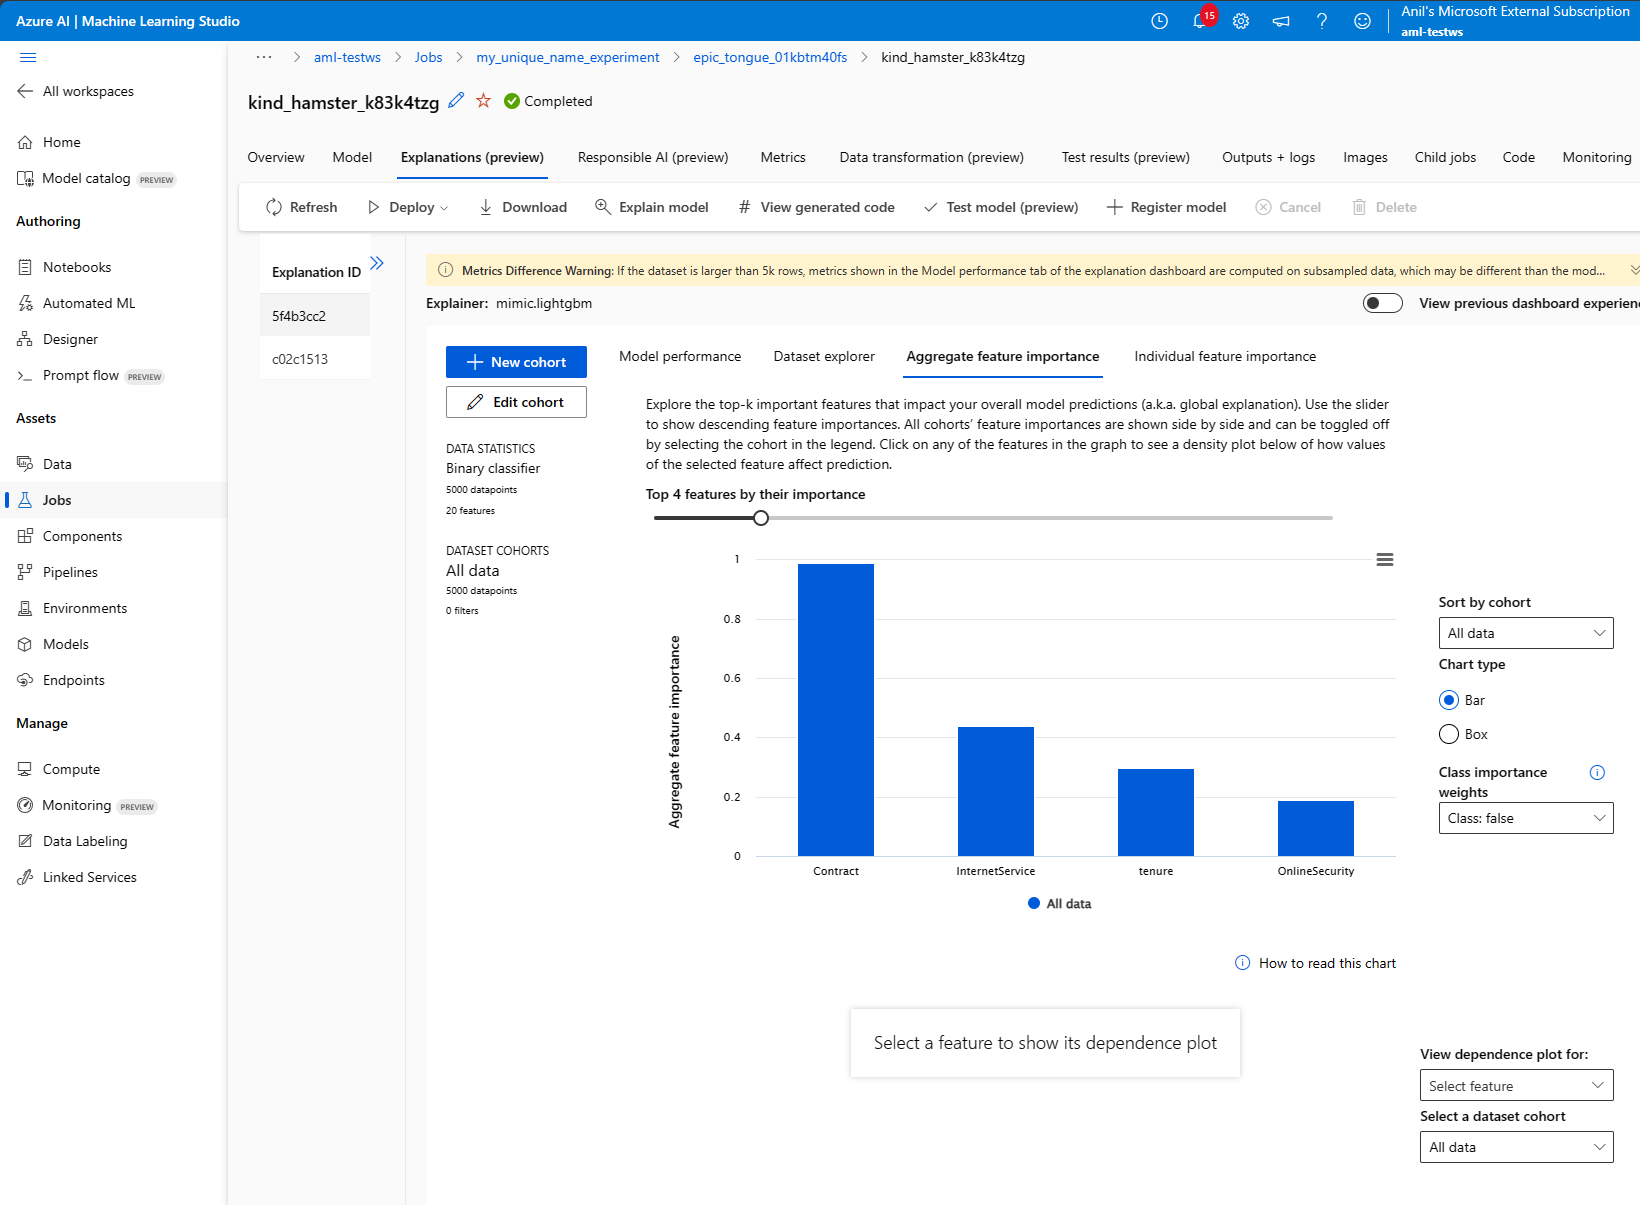 Azure AI | Machine Learning Studio
15
Anil's Microsoft External Subscription
aml-testws
All workspaces
Home
Model catalog PREVIEW
Authoring
Notebooks
Automated ML
Designer
Prompt flow PREVIEW
Assets
Data
Jobs
Components
Pipelines
Environments
Models
Endpoints
Manage
Compute
Monitoring PREVIEW
Data Labeling
Linked Services
... > aml-testws > Jobs > my_unique_name_experiment > epic_tongue_01kbtm40fs > kind_hamster_k83k4tzg
kind_hamster_k83k4tzg Completed
Overview Model Explanations (preview) Responsible AI (preview) Metrics Data transformation (preview) Test results (preview) Outputs + logs Images Child jobs Code Monitoring
Refresh Deploy Download Explain model # View generated code Test model (preview) Register model Cancel Delete
Explanation ID
5f4b3cc2
c02c1513
Metrics Difference Warning: If the dataset is larger than 5k rows, metrics shown in the Model performance tab of the explanation dashboard are computed on subsampled data, which may be different than the mod...
Explainer: mimic.lightgbm
View previous dashboard experien
New cohort
Edit cohort
DATA STATISTICS
Binary classifier
5000 datapoints
20 features
DATASET COHORTS
All data
5000 datapoints
0 filters
Model performance Dataset explorer Aggregate feature importance Individual feature importance
Explore the top-k important features that impact your overall model predictions (a.k.a. global explanation). Use the slider
to show descending feature importances. All cohorts’ feature importances are shown side by side and can be toggled off
by selecting the cohort in the legend. Click on any of the features in the graph to see a density plot below of how values
of the selected feature affect prediction.
Top 4 features by their importance
Aggregate feature importance
1
0.8
0.6
0.4
0.2
0
Contract InternetService tenure OnlineSecurity
All data
How to read this chart
Sort by cohort
All data
Chart type
Bar
Box
Class importance
weights
Class: false
Select a feature to show its dependence plot
View dependence plot for:
Select feature
Select a dataset cohort
All data